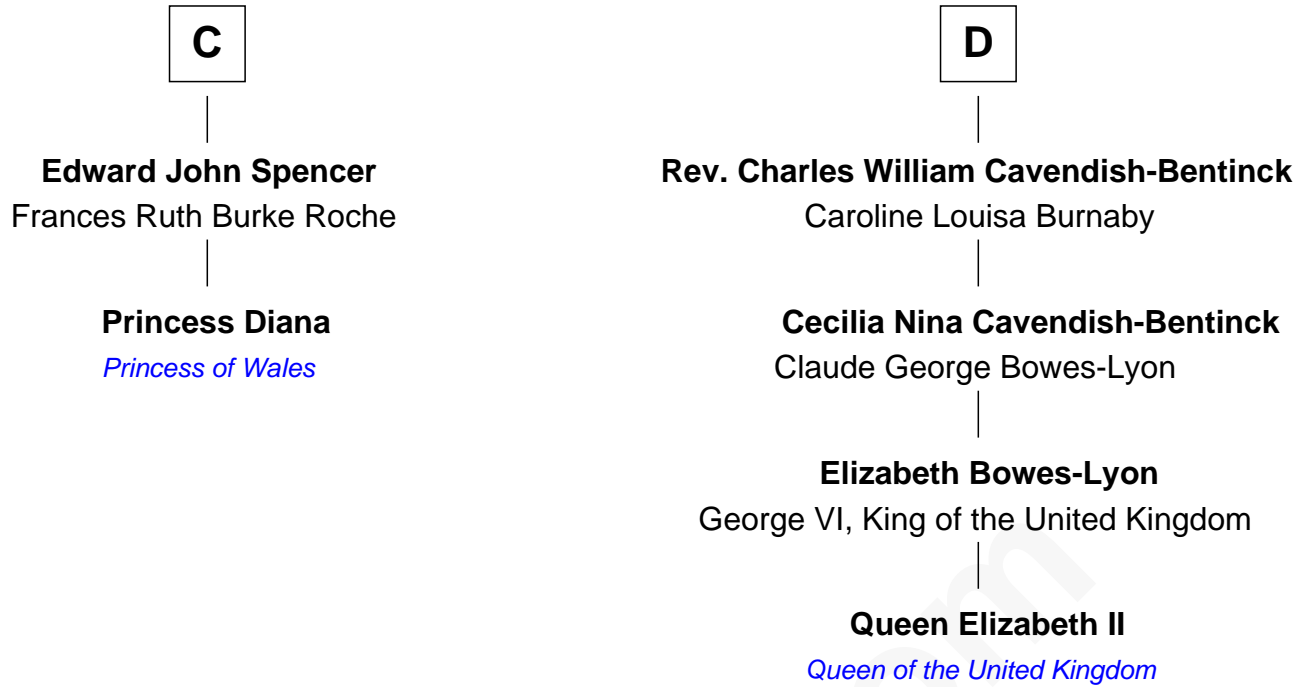 C
Edward John Spencer
Frances Ruth Burke Roche
Princess Diana
Princess of Wales
D
Rev. Charles William Cavendish-Bentinck
Caroline Louisa Burnaby
Cecilia Nina Cavendish-Bentinck
Claude George Bowes-Lyon
Elizabeth Bowes-Lyon
George VI, King of the United Kingdom
Queen Elizabeth II
Queen of the United Kingdom